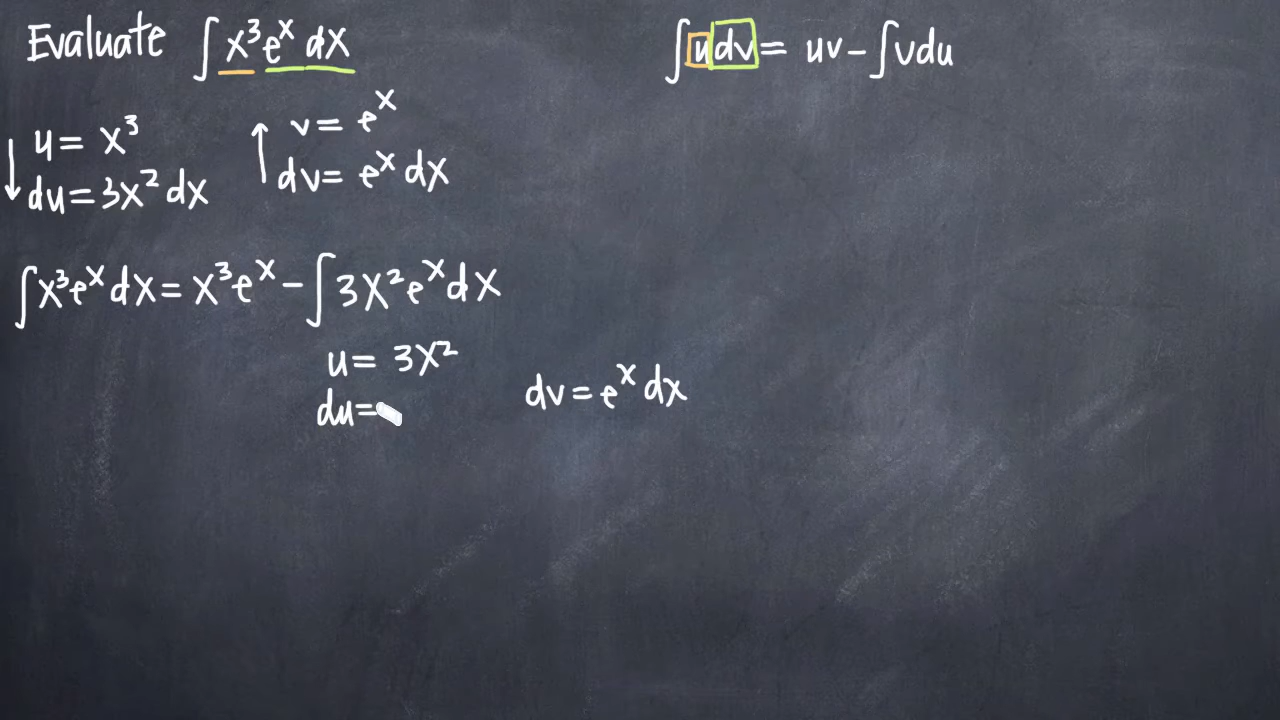 Evaluate ∫ x³eˣ dx
∫ u dv = uv − ∫ v du
u = x³
du = 3x² dx
v = eˣ
dv = eˣ dx
∫ x³eˣ dx = x³eˣ − ∫ 3x²eˣ dx
u = 3x²
du =
dv = eˣ dx